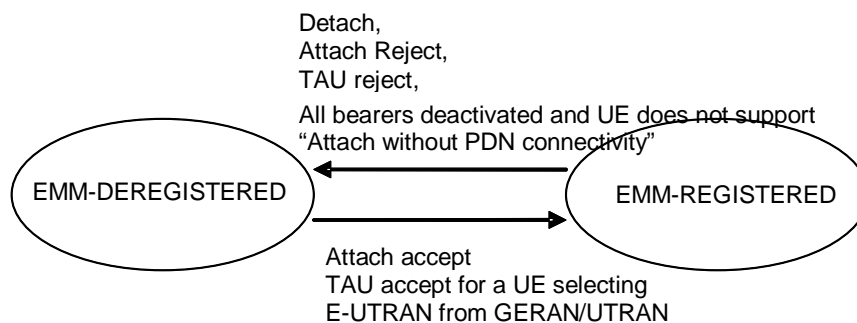 Detach,
Attach Reject,
TAU reject,
All bearers deactivated and UE does not support
“Attach without PDN connectivity”
EMM-DEREGISTERED
EMM-REGISTERED
Attach accept
TAU accept for a UE selecting
E-UTRAN from GERAN/UTRAN